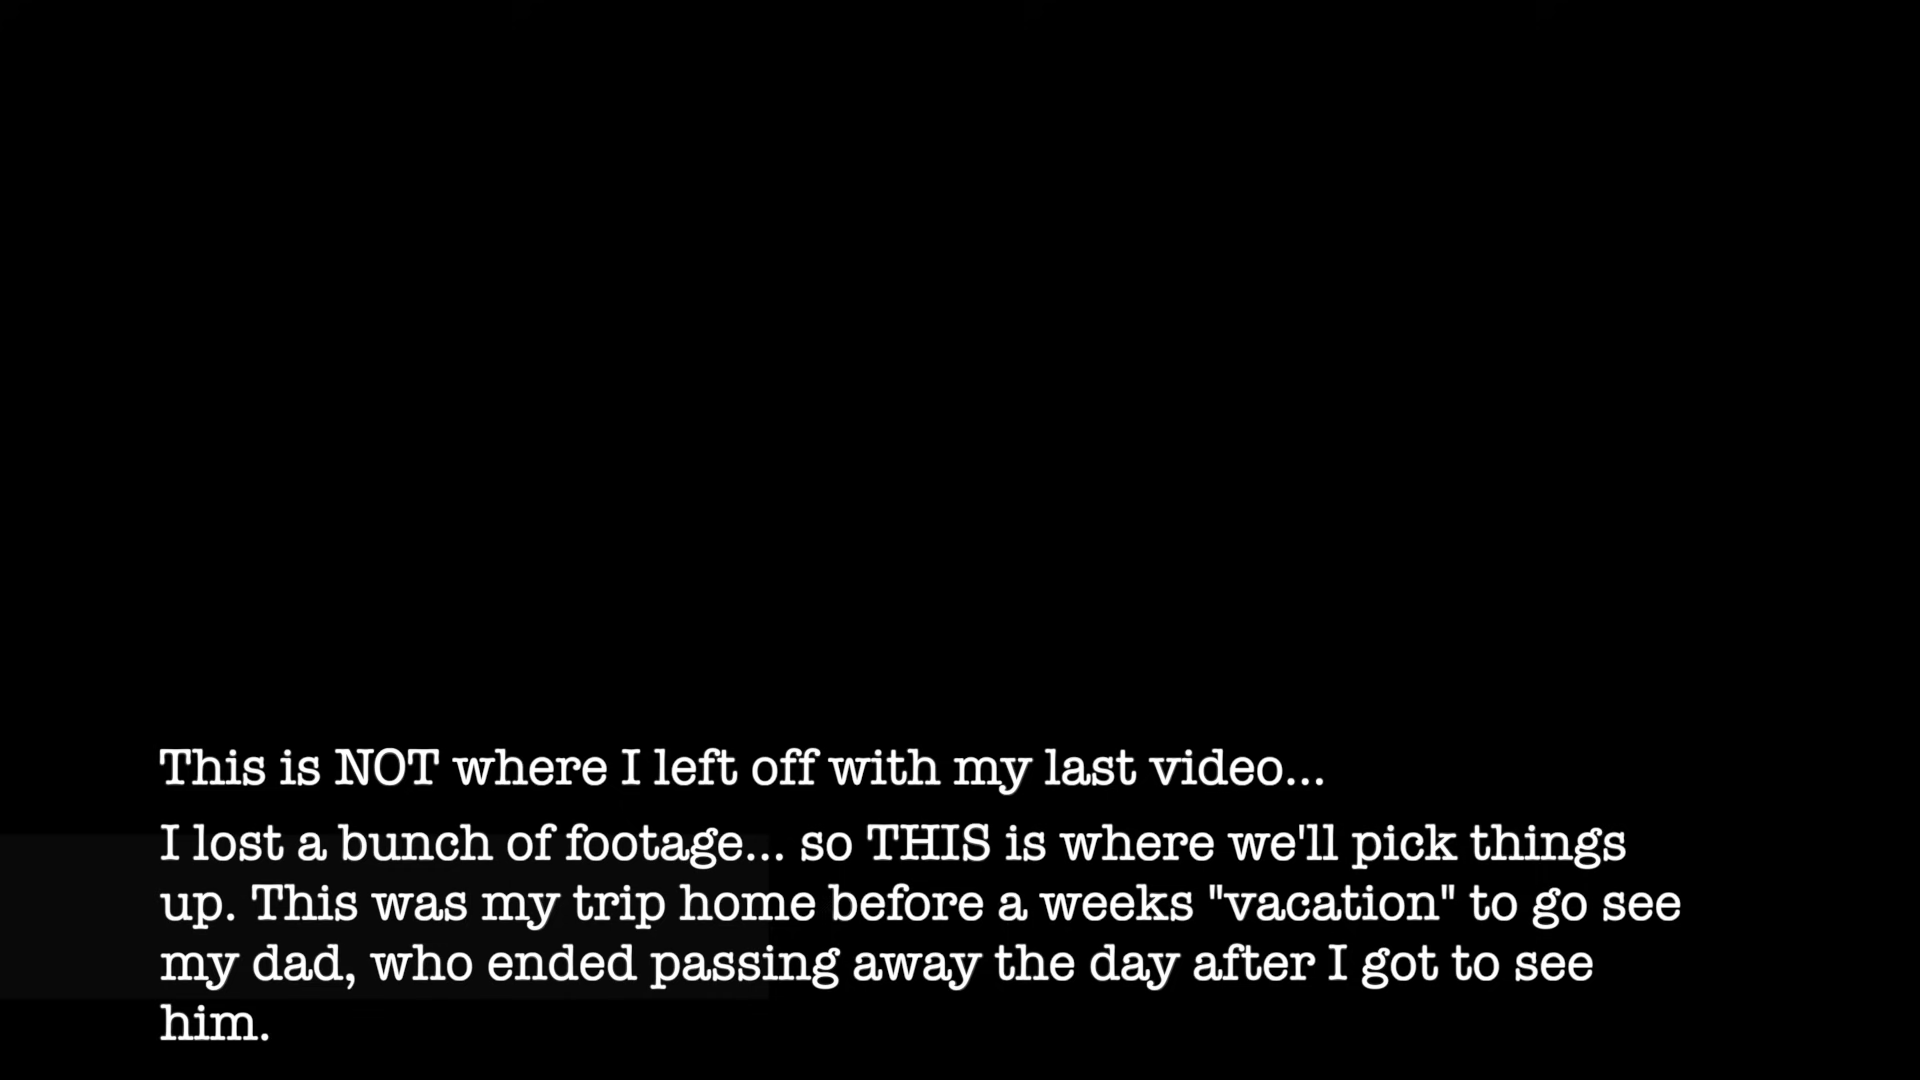 This is NOT where I left off with my last video...
I lost a bunch of footage... so THIS is where we'll pick things
up. This was my trip home before a weeks "vacation" to go see
my dad, who ended passing away the day after I got to see
him.